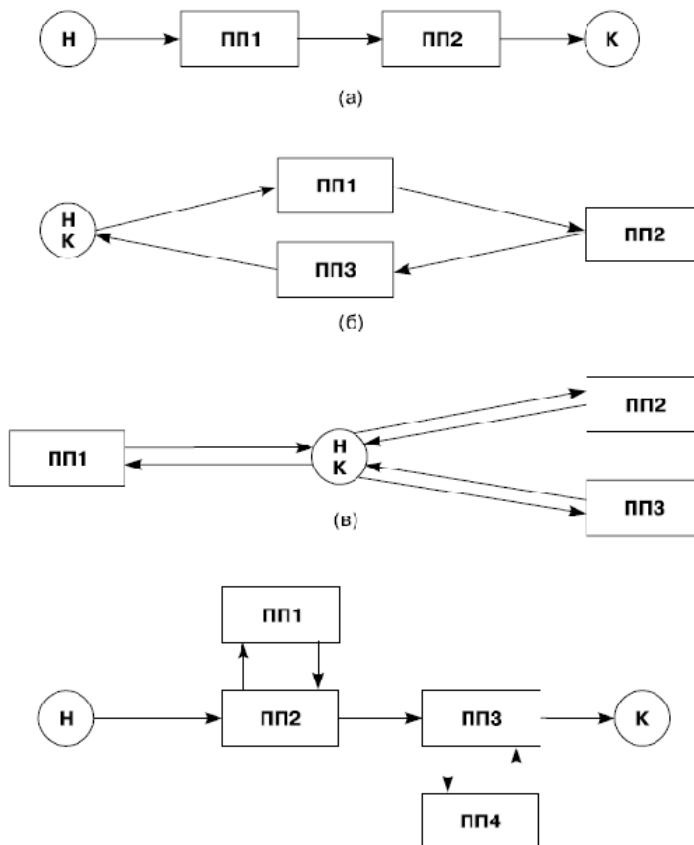 Н ПП1 ПП2 К
(а)
ПП1
Н
К
ПП2
ПП3
(б)
ПП2
ПП1
Н
К
ПП3
(в)
ПП1
Н ПП2 ПП3 К
ПП4